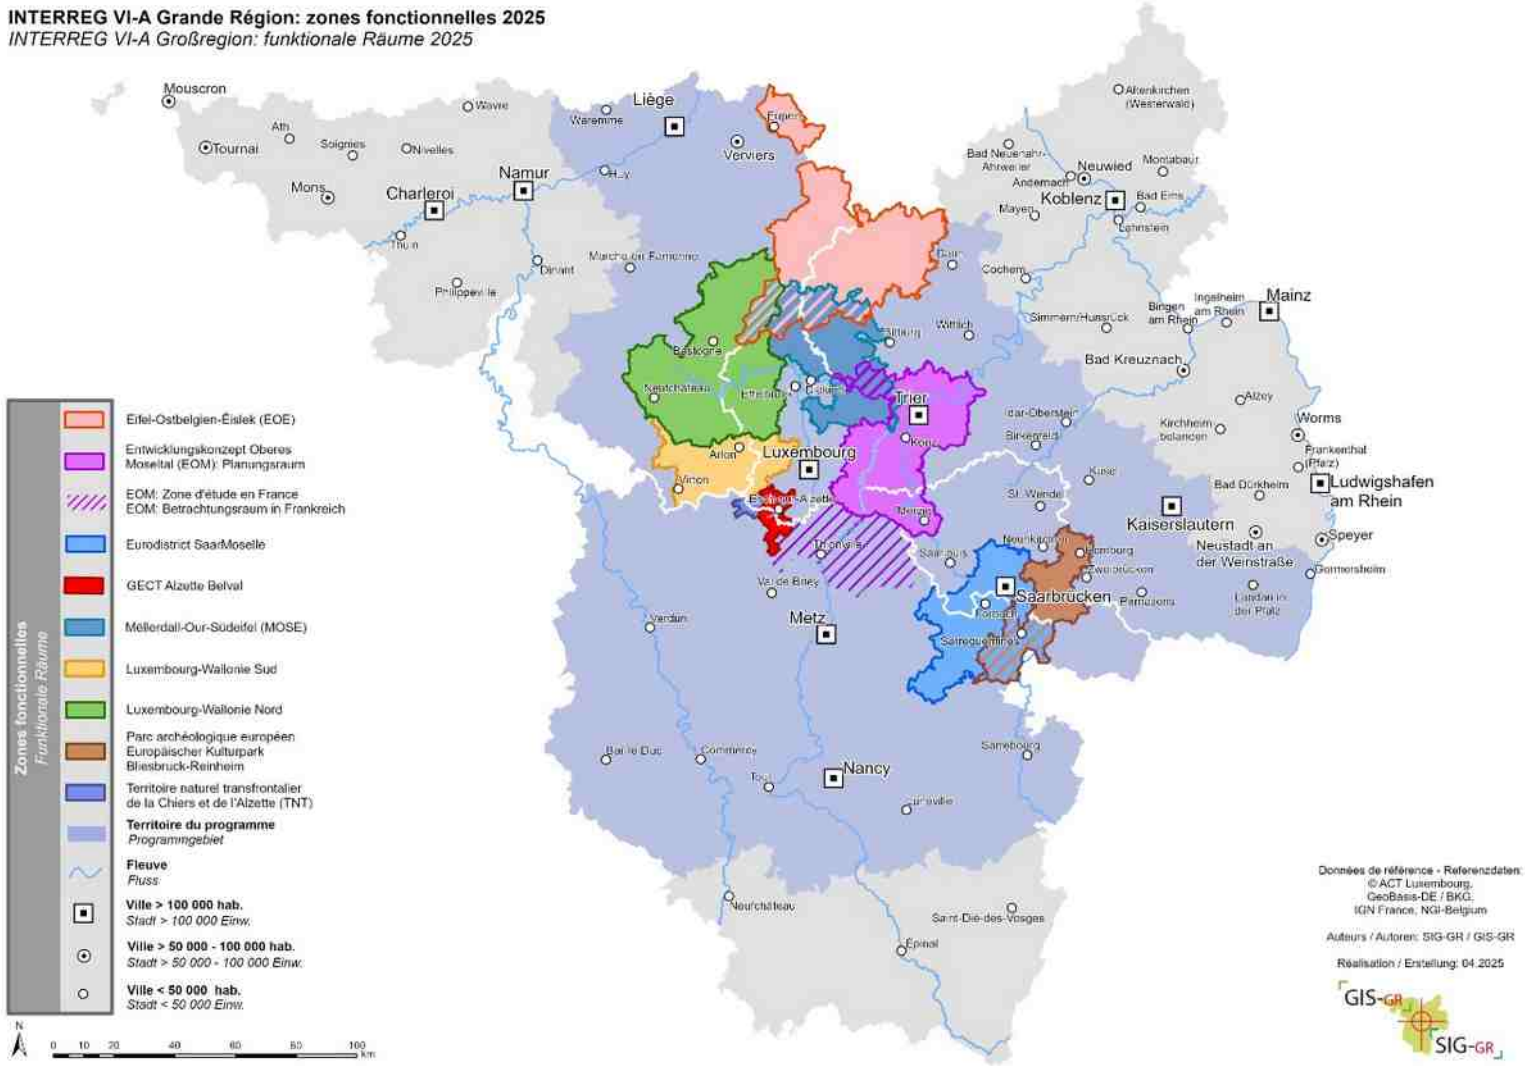 INTERREG VI-A Grande Région: zones fonctionnelles 2025
INTERREG VI-A Großregion: funktionale Räume 2025
Mouscron
Tournai
Ath
Soignies
Mons
Wavre
Nivelles
Charleroi
Namur
Thuin
Philippeville
Dinant
Liège
Waremme
Huy
Verviers
Eupen
Marche-en-Famenne
Bastogne
Neufchâteau
Arlon
Virton
Altenkirchen
(Westerwald)
Bad Neuenahr-
Ahrweiler
Andernach
Neuwied
Montabaur
Koblenz
Bad Ems
Mayen
Lahnstein
Daun
Cochem
Simmern/Hunsrück
Bingen
am Rhein
Ingelheim
am Rhein
Mainz
Bad Kreuznach
Bitburg
Wittlich
Ettelbruck
Diekirch
Trier
Konz
Luxembourg
Esch-sur-Alzette
Idar-Oberstein
Birkenfeld
Alzey
Kirchheim
bolanden
Worms
Frankenthal
(Pfalz)
Ludwigshafen
am Rhein
Bad Dürkheim
Kusel
St. Wendel
Kaiserslautern
Neustadt an
der Weinstraße
Speyer
Germersheim
Landau in
der Pfalz
Merzig
Saarlouis
Neunkirchen
Homburg
Zweibrücken
Pirmasens
Saarbrücken
Forbach
Sarreguemines
Thionville
Val de Briey
Metz
Verdun
Bar-le-Duc
Commercy
Toul
Nancy
Lunéville
Sarrebourg
Neufchâteau
Épinal
Saint-Dié-des-Vosges
Zones fonctionnelles
Funktionale Räume
Eifel-Ostbelgien-Éislek (EOE)
Entwicklungskonzept Oberes
Moseltal (EOM): Planungsraum
EOM: Zone d'étude en France
EOM: Betrachtungsraum in Frankreich
Eurodistrict SaarMoselle
GECT Alzette Belval
Mëllerdall-Our-Südeifel (MOSE)
Luxembourg-Wallonie Sud
Luxembourg-Wallonie Nord
Parc archéologique européen
Europäischer Kulturpark
Bliesbruck-Reinheim
Territoire naturel transfrontalier
de la Chiers et de l'Alzette (TNT)
Territoire du programme
Programmgebiet
Fleuve
Fluss
Ville > 100 000 hab.
Stadt > 100 000 Einw.
Ville > 50 000 - 100 000 hab.
Stadt > 50 000 - 100 000 Einw.
Ville < 50 000 hab.
Stadt < 50 000 Einw.
N
0 10 20 40 60 80 100
km
Données de référence - Referenzdaten:
© ACT Luxembourg,
GeoBasis-DE / BKG,
IGN France, NGI-Belgium
Auteurs / Autoren: SIG-GR / GIS-GR
Réalisation / Erstellung: 04.2025
GIS-GR
SIG-GR